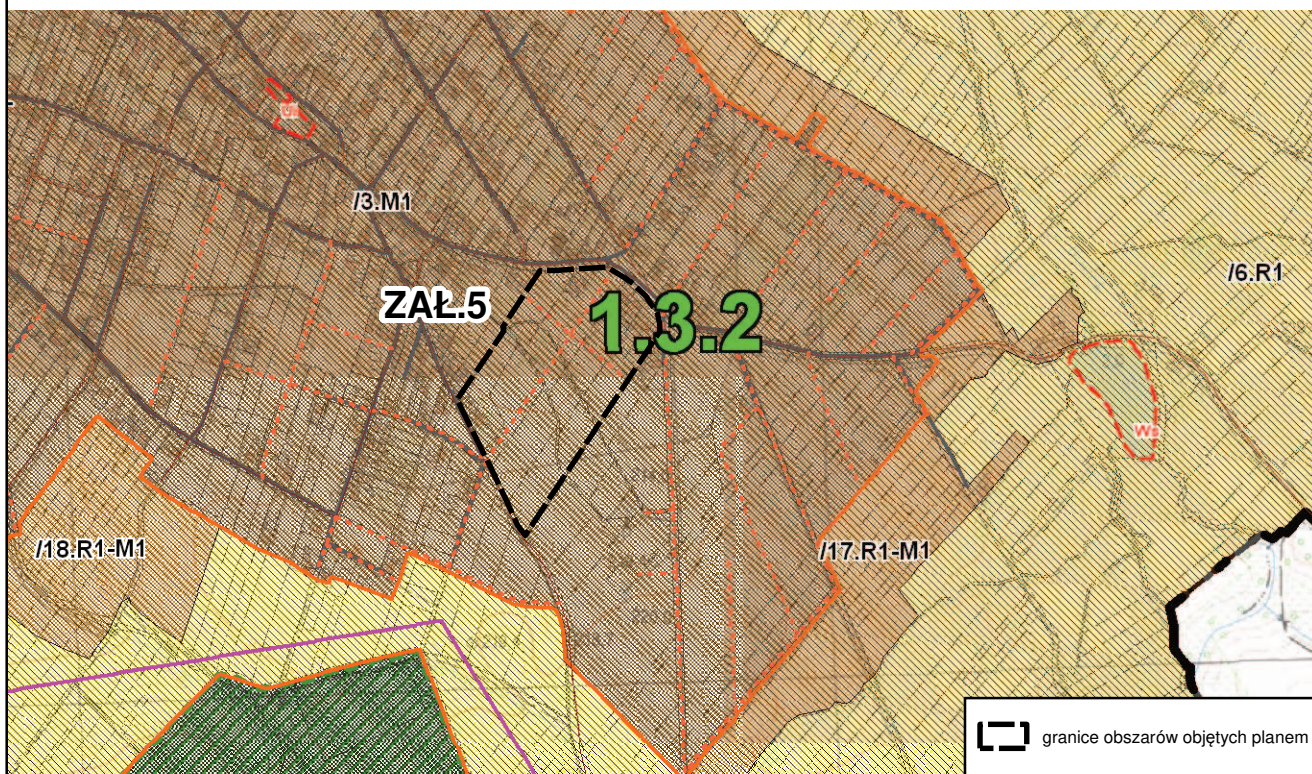 /3.M1
/6.R1
ZAŁ.5
1.3.2
/18.R1-M1
/17.R1-M1
granice obszarów objętych planem